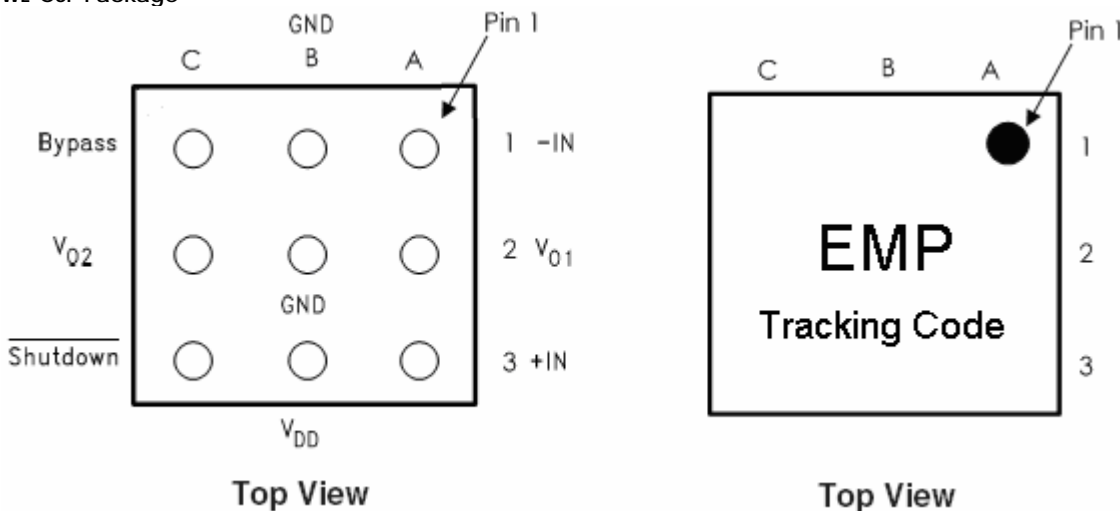 Package
GND
Pin 1
C B A
Bypass
1 -IN
V02
2 V01
GND
Shutdown
3 +IN
VDD
Top View
Pin 1
C B A
1
EMP
2
Tracking Code
3
Top View